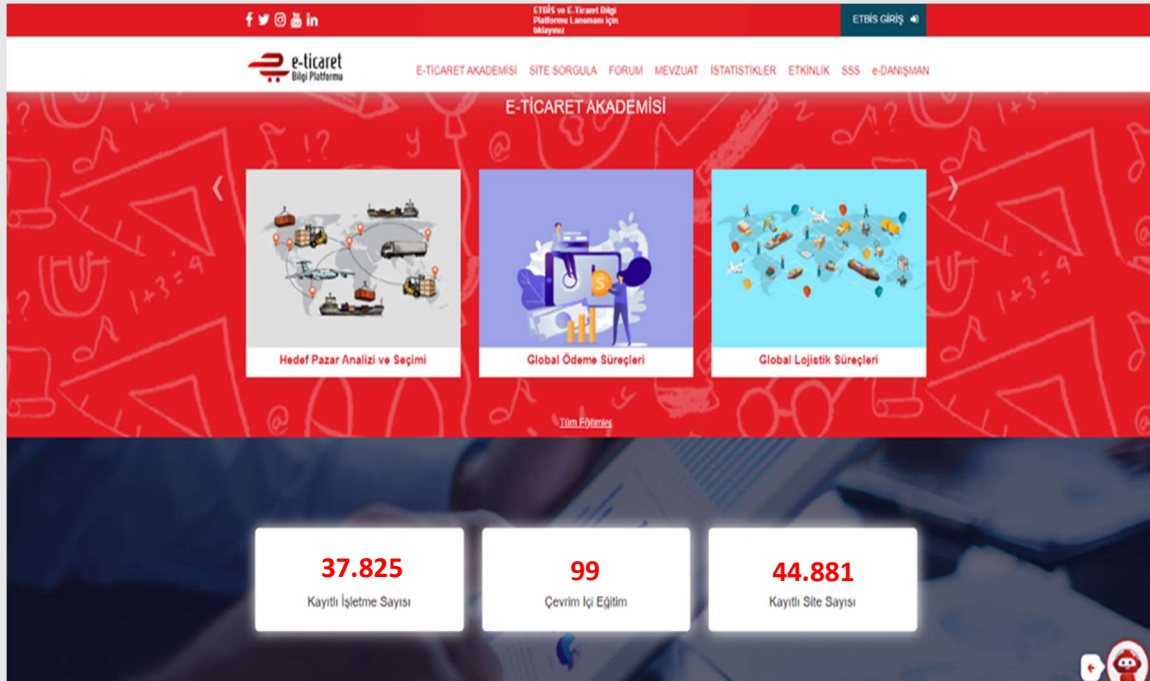 ETBİS ve E-Ticaret Bilgi
Platformu Lansmanı için
tıklayınız
ETBİS GİRİŞ
e-ticaret
Bilgi Platformu
E-TİCARET AKADEMİSİ SİTE SORGULA FORUM MEVZUAT İSTATİSTİKLER ETKİNLİK SSS e-DANIŞMAN
E-TİCARET AKADEMİSİ
Hedef Pazar Analizi ve Seçimi
Global Ödeme Süreçleri
Global Lojistik Süreçleri
Tüm Eğitimler
37.825
Kayıtlı İşletme Sayısı
99
Çevrim İçi Eğitim
44.881
Kayıtlı Site Sayısı